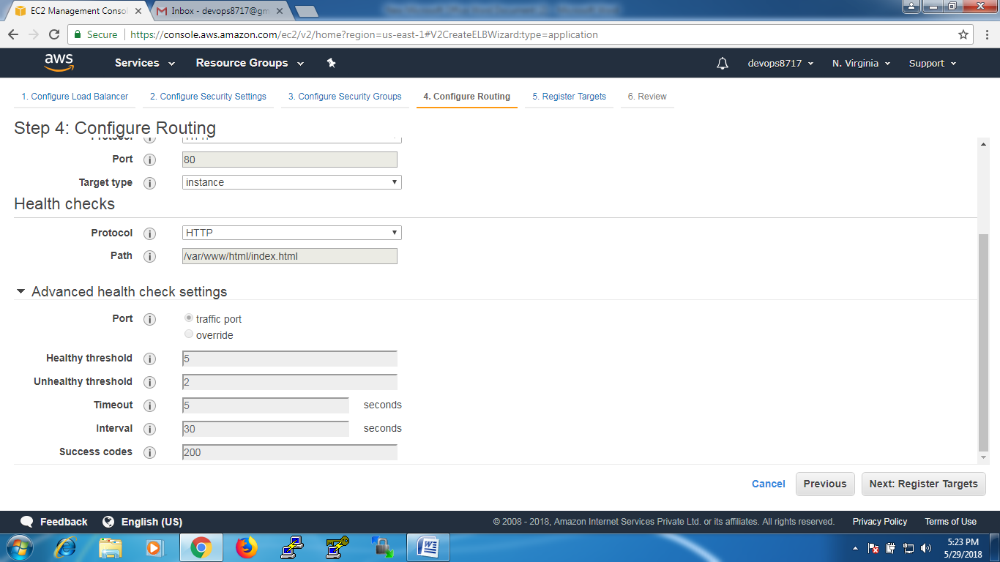 EC2 Management Consol
Inbox - devops8717@gm
Secure https://console.aws.amazon.com/ec2/v2/home?region=us-east-1#V2CreateELBWizard:type=application
aws Services Resource Groups devops8717 N. Virginia Support
1. Configure Load Balancer 2. Configure Security Settings 3. Configure Security Groups 4. Configure Routing 5. Register Targets 6. Review
Step 4: Configure Routing
Protocol HTTP
Port 80
Target type instance
Health checks
Protocol HTTP
Path /var/www/html/index.html
Advanced health check settings
Port traffic port
override
Healthy threshold 5
Unhealthy threshold 2
Timeout 5 seconds
Interval 30 seconds
Success codes 200
Cancel Previous Next: Register Targets
Feedback English (US) © 2008 - 2018, Amazon Internet Services Private Ltd. or its affiliates. All rights reserved. Privacy Policy Terms of Use
5:23 PM
5/29/2018